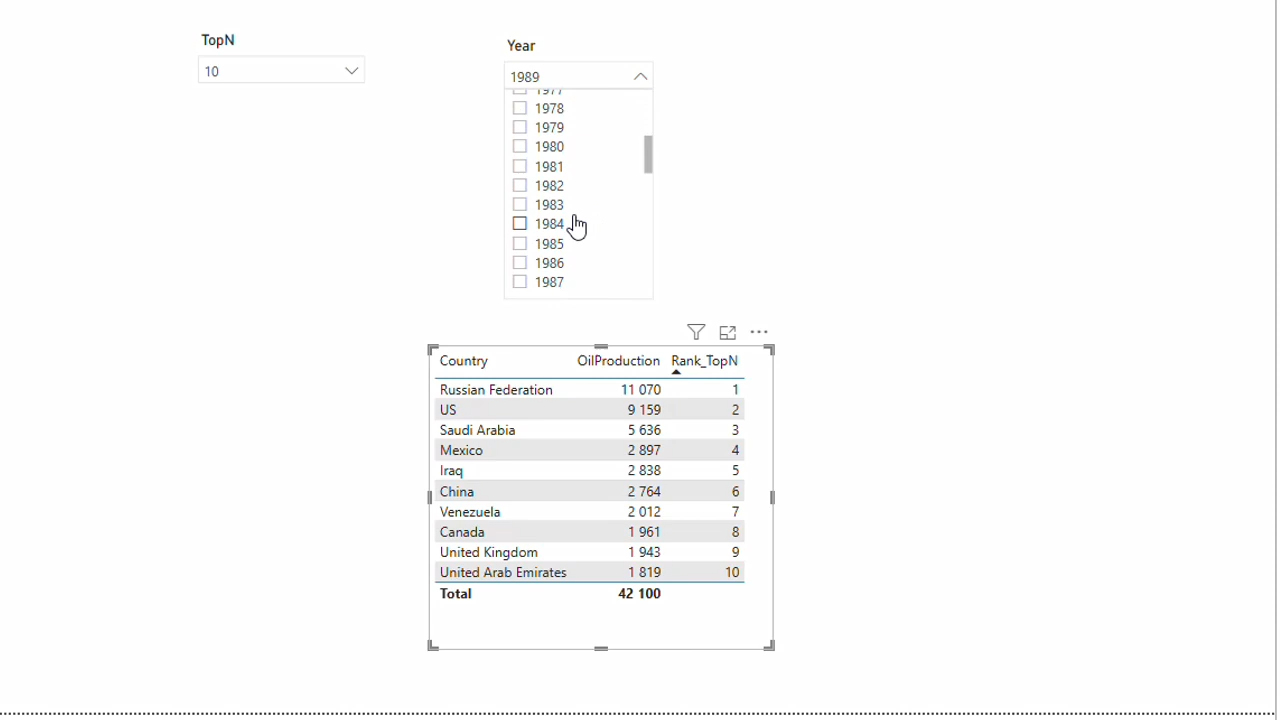 TopN
Year
10
1989
1977
1978
1979
1980
1981
1982
1983
1984
1985
1986
1987
Country OilProduction Rank_TopN
Russian Federation 11 070 1
US 9 159 2
Saudi Arabia 5 636 3
Mexico 2 897 4
Iraq 2 838 5
China 2 764 6
Venezuela 2 012 7
Canada 1 961 8
United Kingdom 1 943 9
United Arab Emirates 1 819 10
Total 42 100